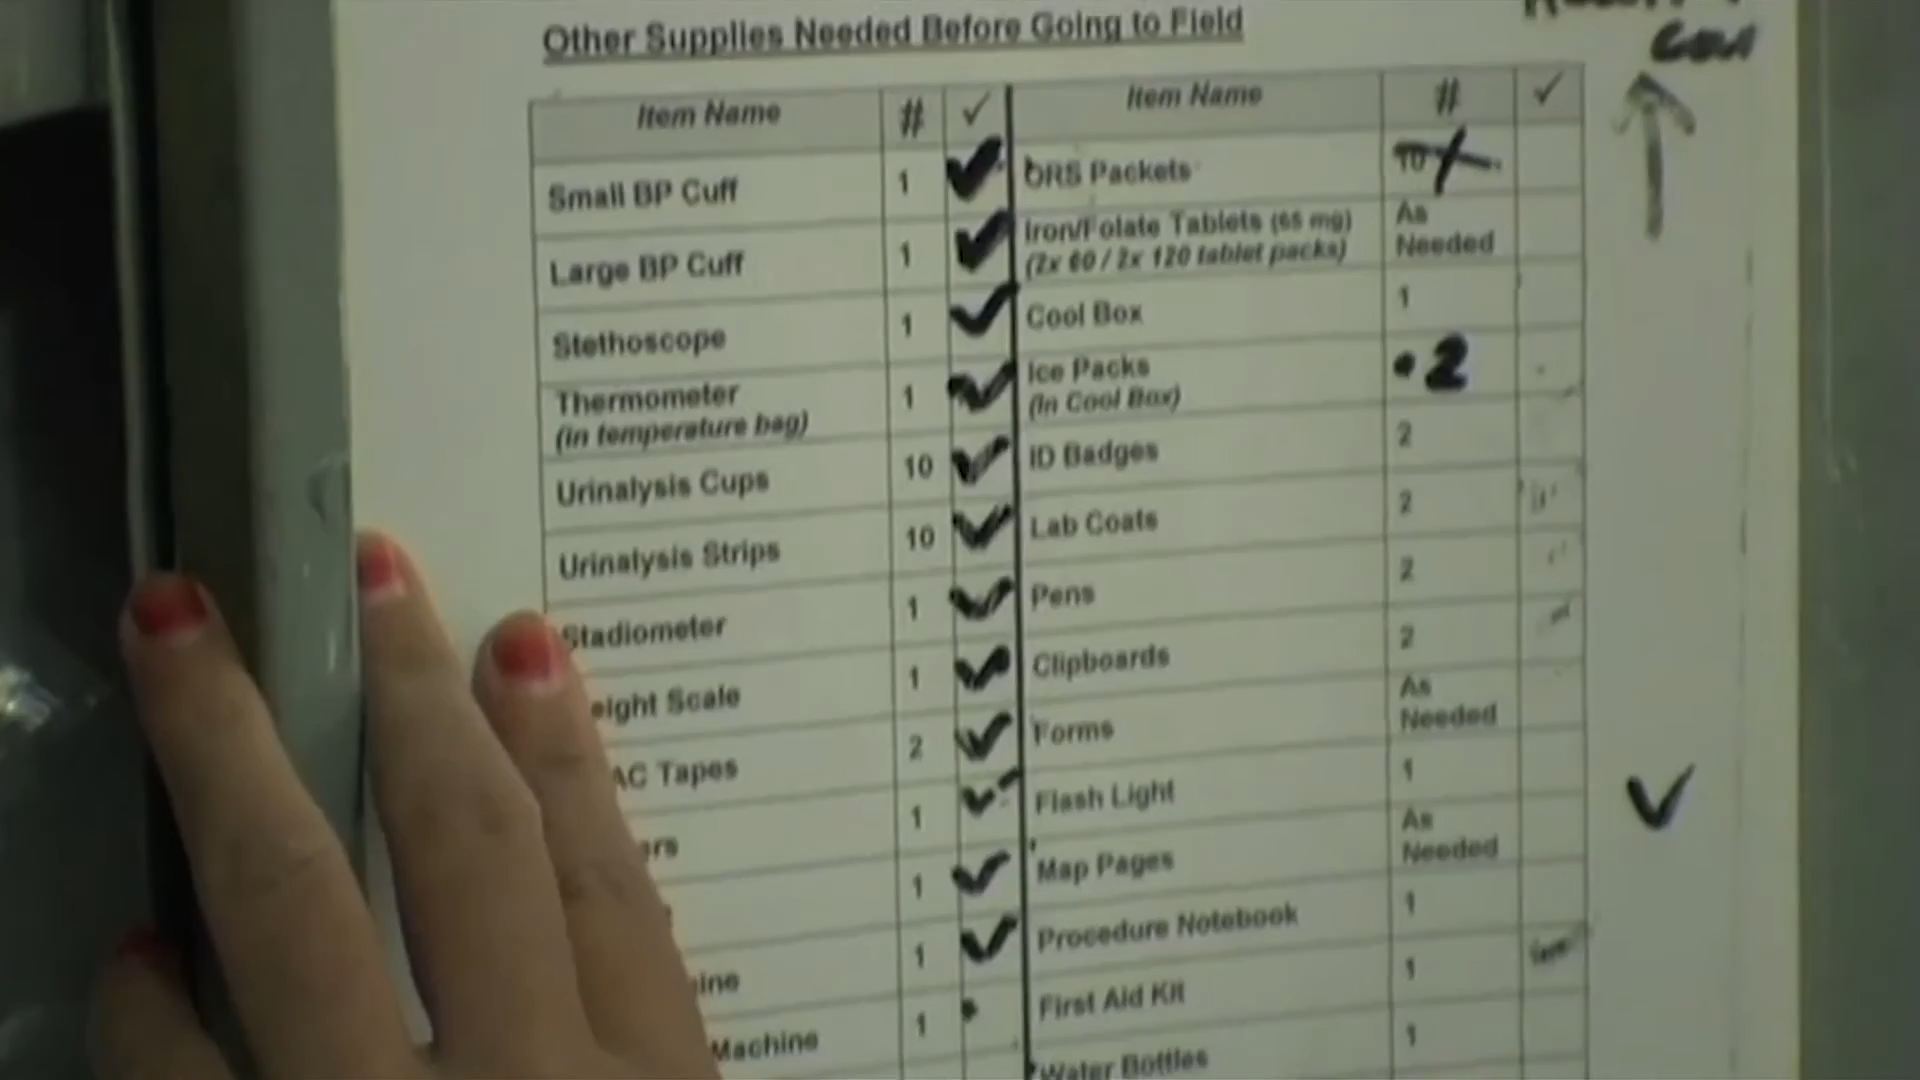 Other Supplies Needed Before Going to Field
Item Name # ✓ Item Name # ✓
Small BP Cuff 1 ✓ ORS Packets 10
Large BP Cuff 1 ✓ Iron/Folate Tablets (65 mg) As
(2x 60 / 2x 120 tablet packs) Needed
Stethoscope 1 ✓ Cool Box 1
Thermometer 1 ✓ Ice Packs 2
(in temperature bag) (In Cool Box)
Urinalysis Cups 10 ✓ ID Badges 2
Urinalysis Strips 10 ✓ Lab Coats 2
Stadiometer 1 ✓ Pens 2
eight Scale 1 ✓ Clipboards 2
AC Tapes 2 ✓ Forms As
Needed
ers 1 ✓ Flash Light 1
1 ✓ Map Pages As
Needed
ine 1 ✓ Procedure Notebook 1
Machine 1 First Aid Kit 1
Water Bottles 1
✓